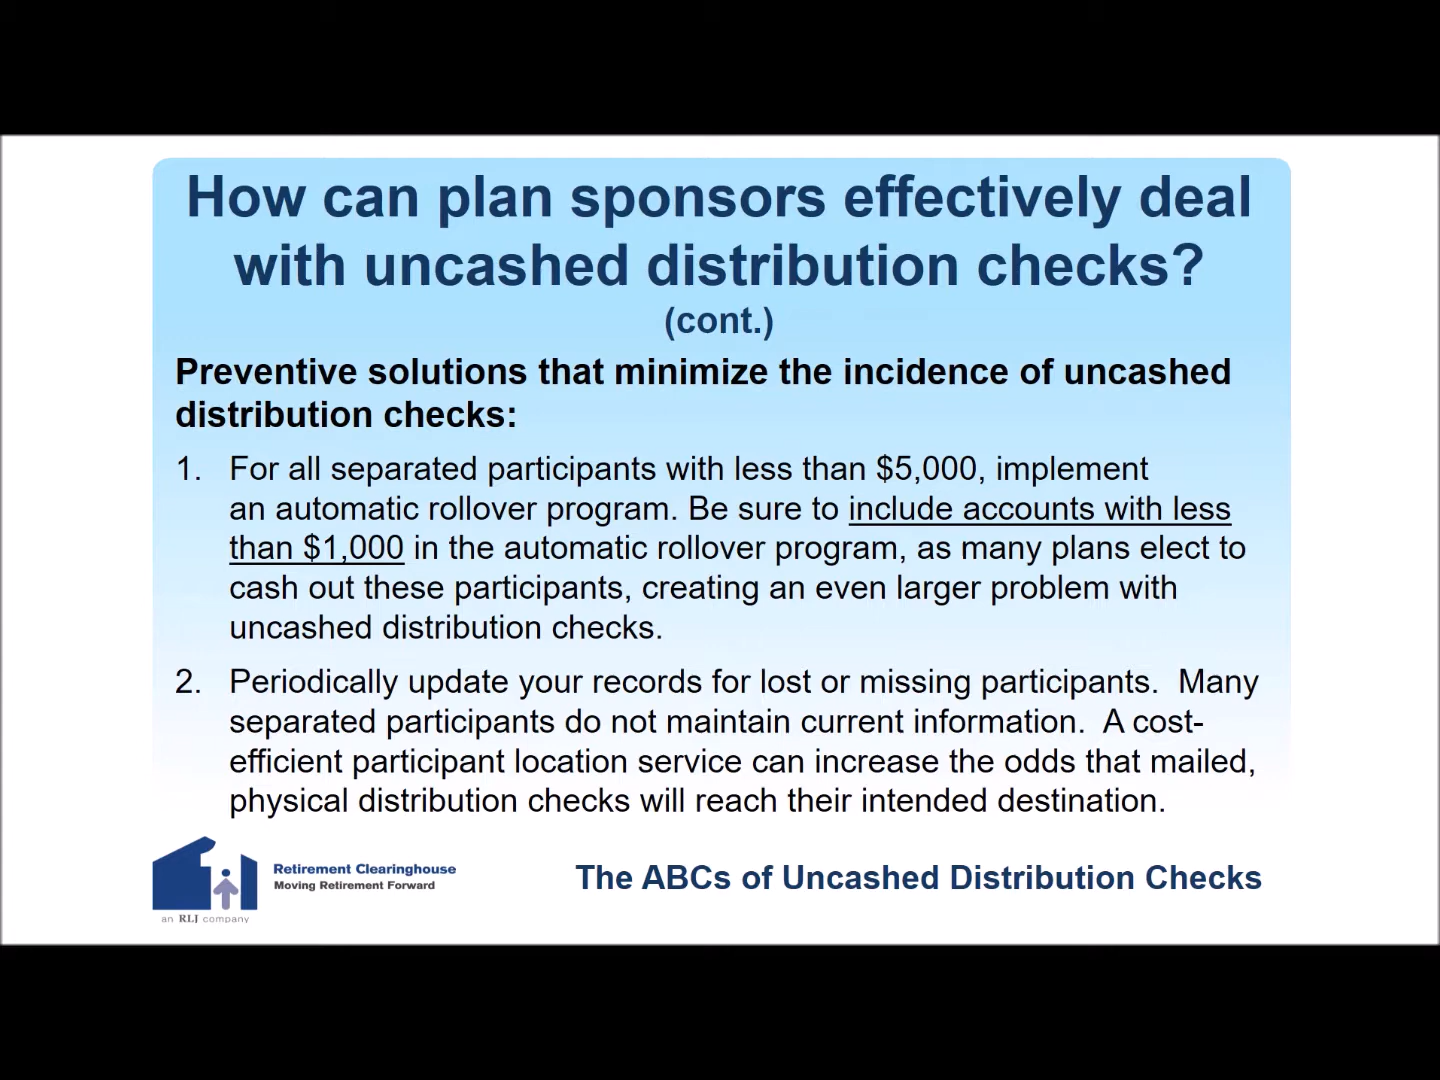 How can plan sponsors effectively deal
with uncashed distribution checks?
(cont.)
Preventive solutions that minimize the incidence of uncashed
distribution checks:
1. For all separated participants with less than $5,000, implement
an automatic rollover program. Be sure to include accounts with less
than $1,000 in the automatic rollover program, as many plans elect to
cash out these participants, creating an even larger problem with
uncashed distribution checks.
2. Periodically update your records for lost or missing participants.  Many
separated participants do not maintain current information.  A cost-
efficient participant location service can increase the odds that mailed,
physical distribution checks will reach their intended destination.
Retirement Clearinghouse
Moving Retirement Forward
an RLJ company
The ABCs of Uncashed Distribution Checks